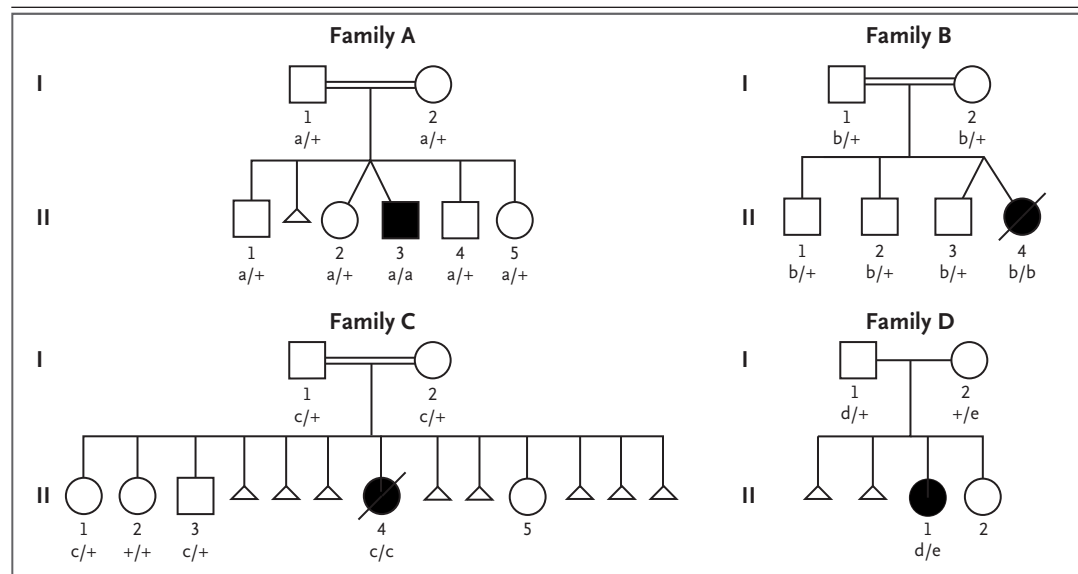 Family A
Family B
I
I
1 2
a/+ a/+
1 2
b/+ b/+
II
II
1 2 3 4 5
a/+ a/+ a/a a/+ a/+
1 2 3 4
b/+ b/+ b/+ b/b
Family C
Family D
I
I
1 2
c/+ c/+
1 2
d/+ +/e
II
II
1 2 3 4 5
c/+ +/+ c/+ c/c
1 2
d/e